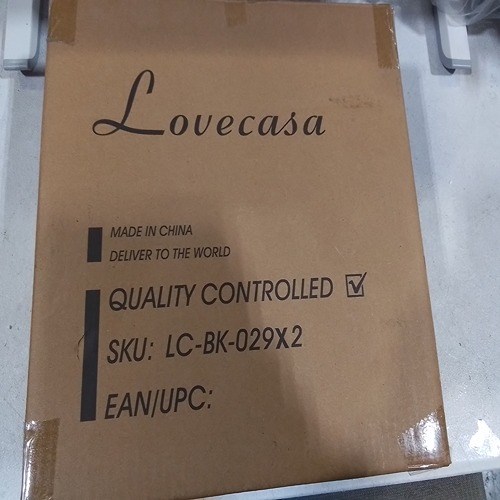 Lovecasa
MADE IN CHINA
DELIVER TO THE WORLD
QUALITY CONTROLLED
SKU: LC-BK-029X2
EAN/UPC: